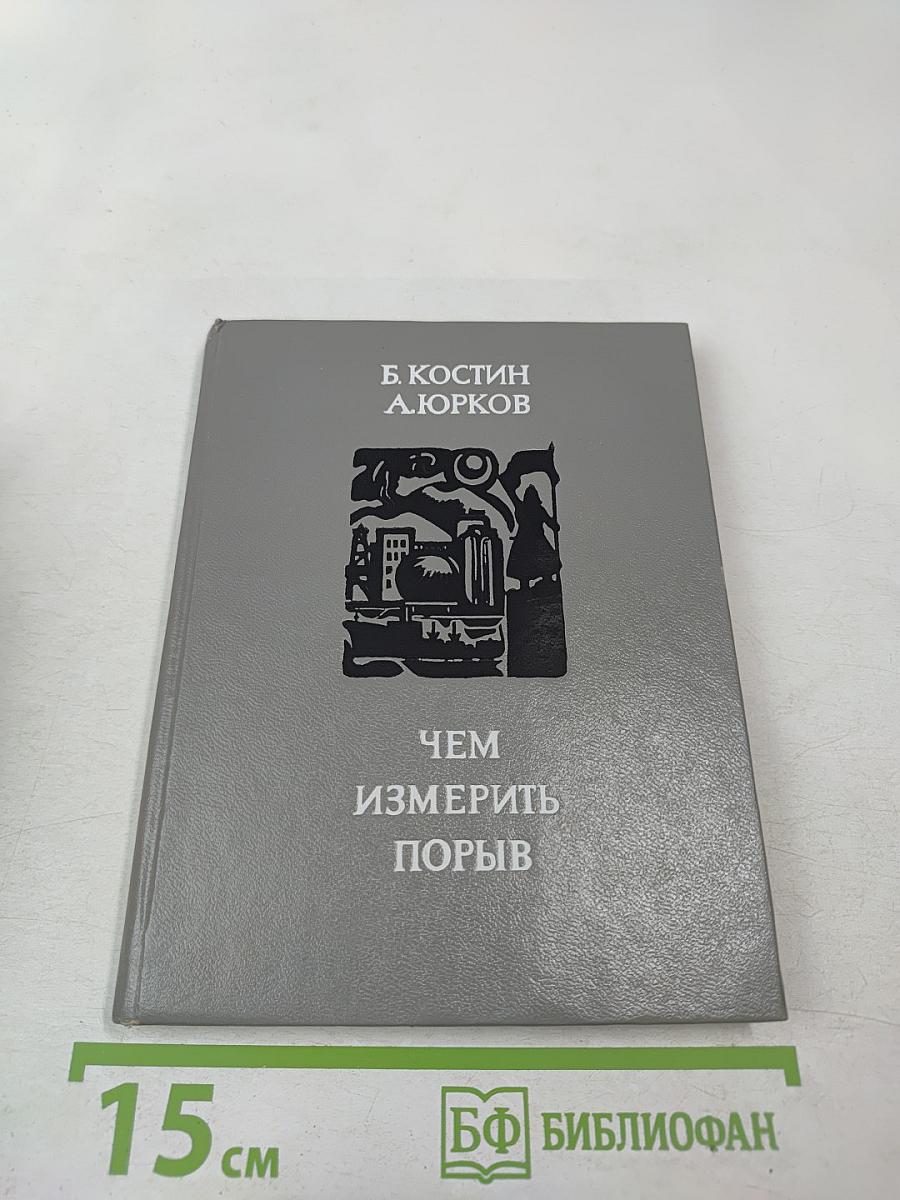 Б. КОСТИН
А. ЮРКОВ
ЧЕМ
ИЗМЕРИТЬ
ПОРЫВ
15 см
БФ БИБЛИОФАН